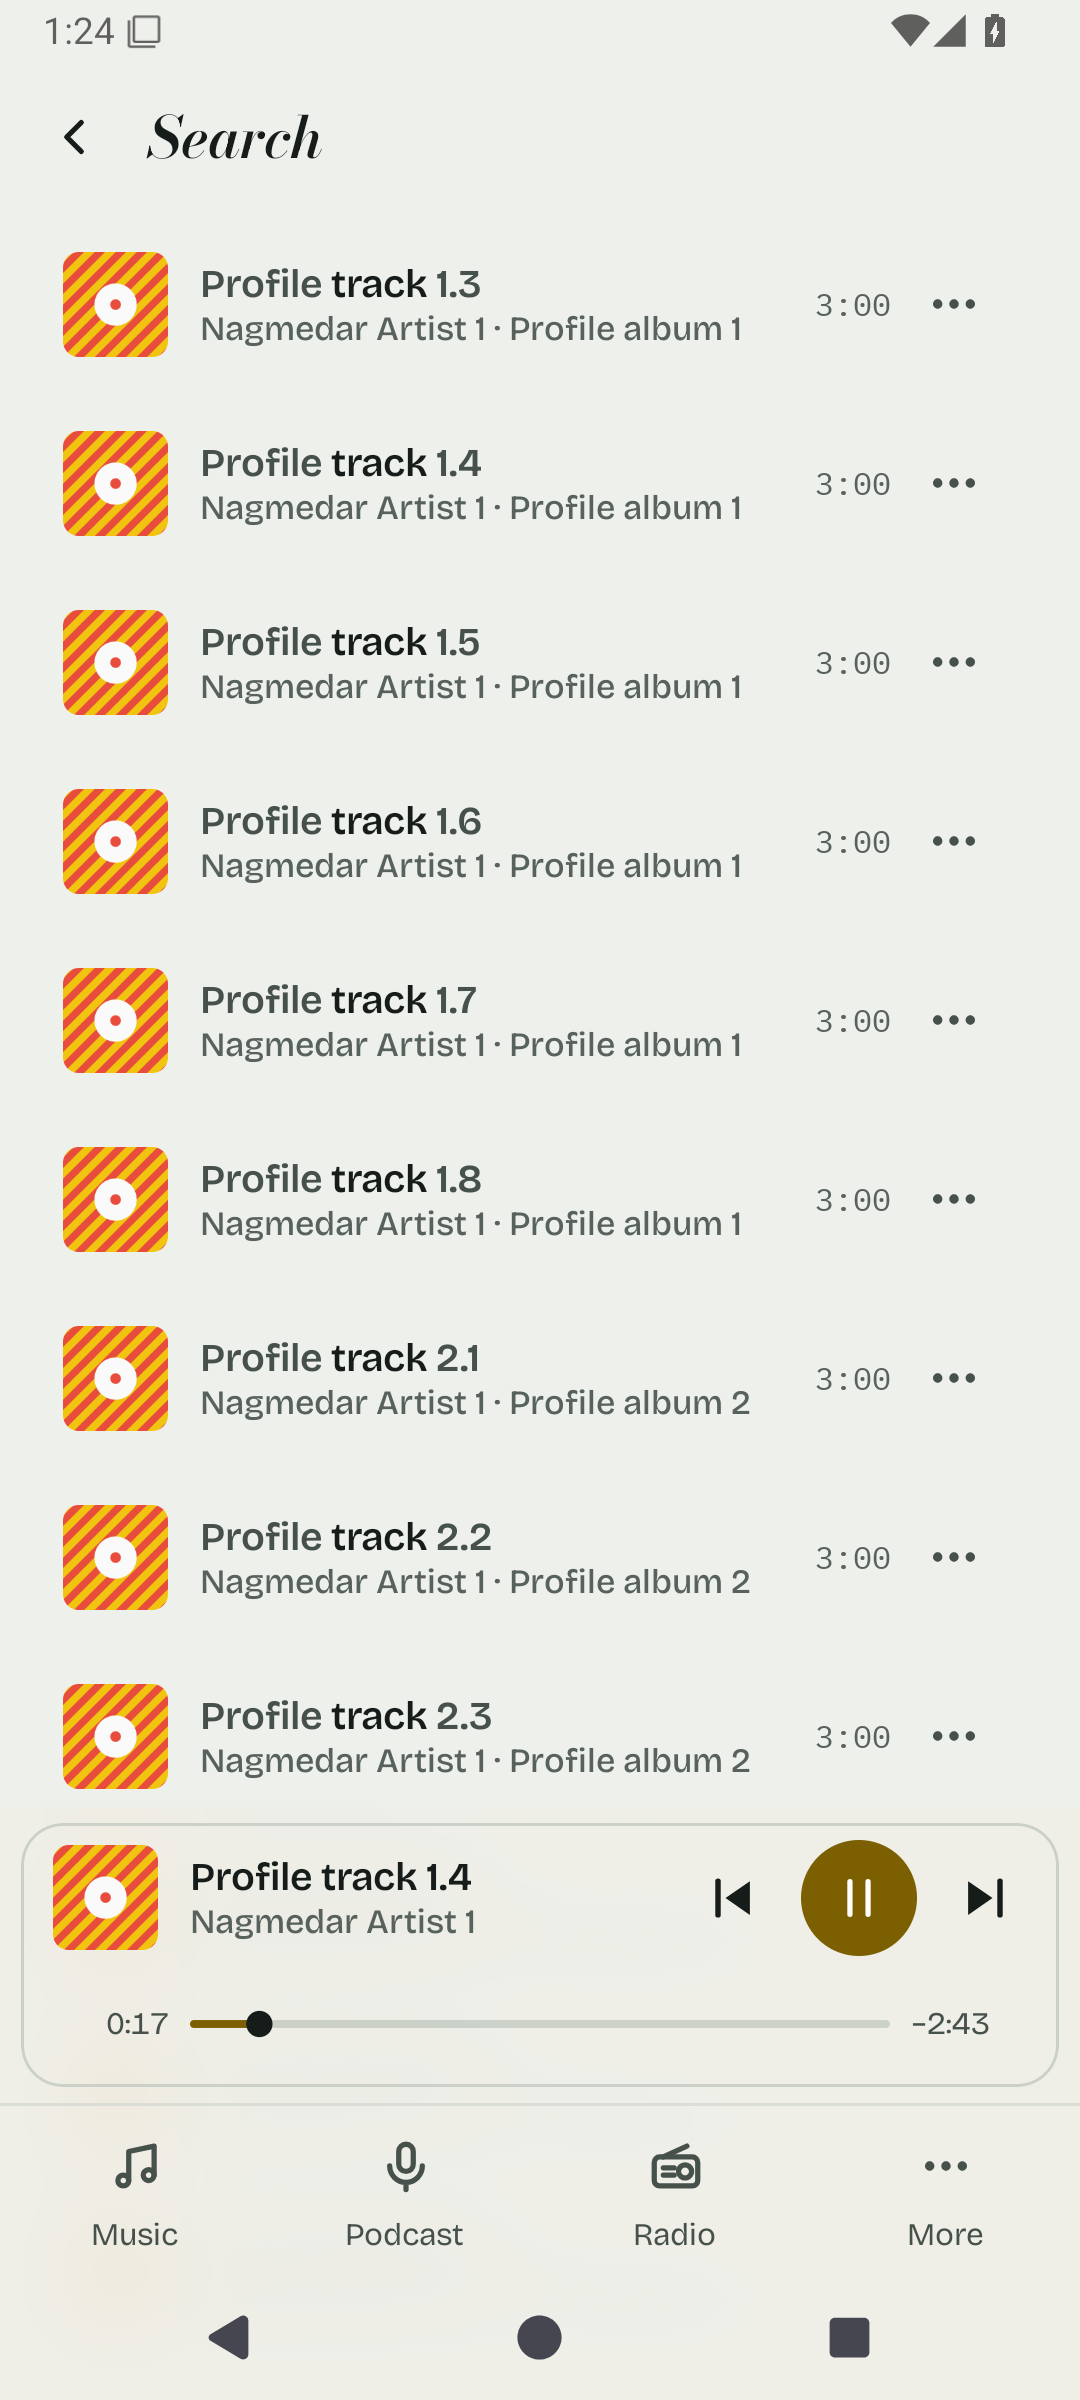 1:24
Search
Profile track 1.3
Nagmedar Artist 1 · Profile album 1
3:00
Profile track 1.4
Nagmedar Artist 1 · Profile album 1
3:00
Profile track 1.5
Nagmedar Artist 1 · Profile album 1
3:00
Profile track 1.6
Nagmedar Artist 1 · Profile album 1
3:00
Profile track 1.7
Nagmedar Artist 1 · Profile album 1
3:00
Profile track 1.8
Nagmedar Artist 1 · Profile album 1
3:00
Profile track 2.1
Nagmedar Artist 1 · Profile album 2
3:00
Profile track 2.2
Nagmedar Artist 1 · Profile album 2
3:00
Profile track 2.3
Nagmedar Artist 1 · Profile album 2
3:00
Profile track 1.4
Nagmedar Artist 1
0:17
-2:43
Music
Podcast
Radio
More